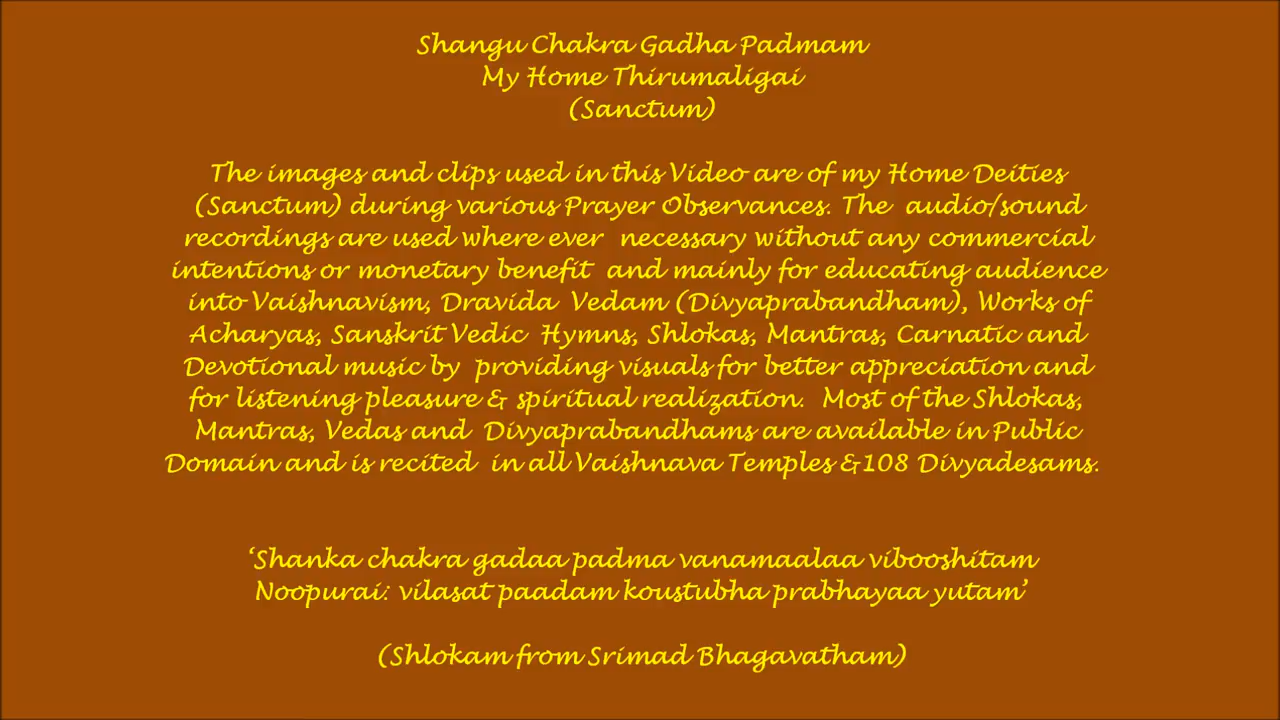 Shangu Chakra Gadha Padmam
My Home Thirumaligai
(Sanctum)
The images and clips used in this Video are of my Home Deities
(Sanctum) during various Prayer Observances. The audio/sound
recordings are used where ever necessary without any commercial
intentions or monetary benefit and mainly for educating audience
into Vaishnavism, Dravida Vedam (Divyaprabandham), Works of
Acharyas, Sanskrit Vedic Hymns, Shlokas, Mantras, Carnatic and
Devotional music by providing visuals for better appreciation and
for listening pleasure & spiritual realization. Most of the Shlokas,
Mantras, Vedas and Divyaprabandhams are available in Public
Domain and is recited in all Vaishnava Temples &108 Divyadesams.
‘Shanka chakra gadaa padma vanamaalaa vibooshitam
Noopurai: vilasat paadam koustubha prabhayaa yutam’
(Shlokam from Srimad Bhagavatham)